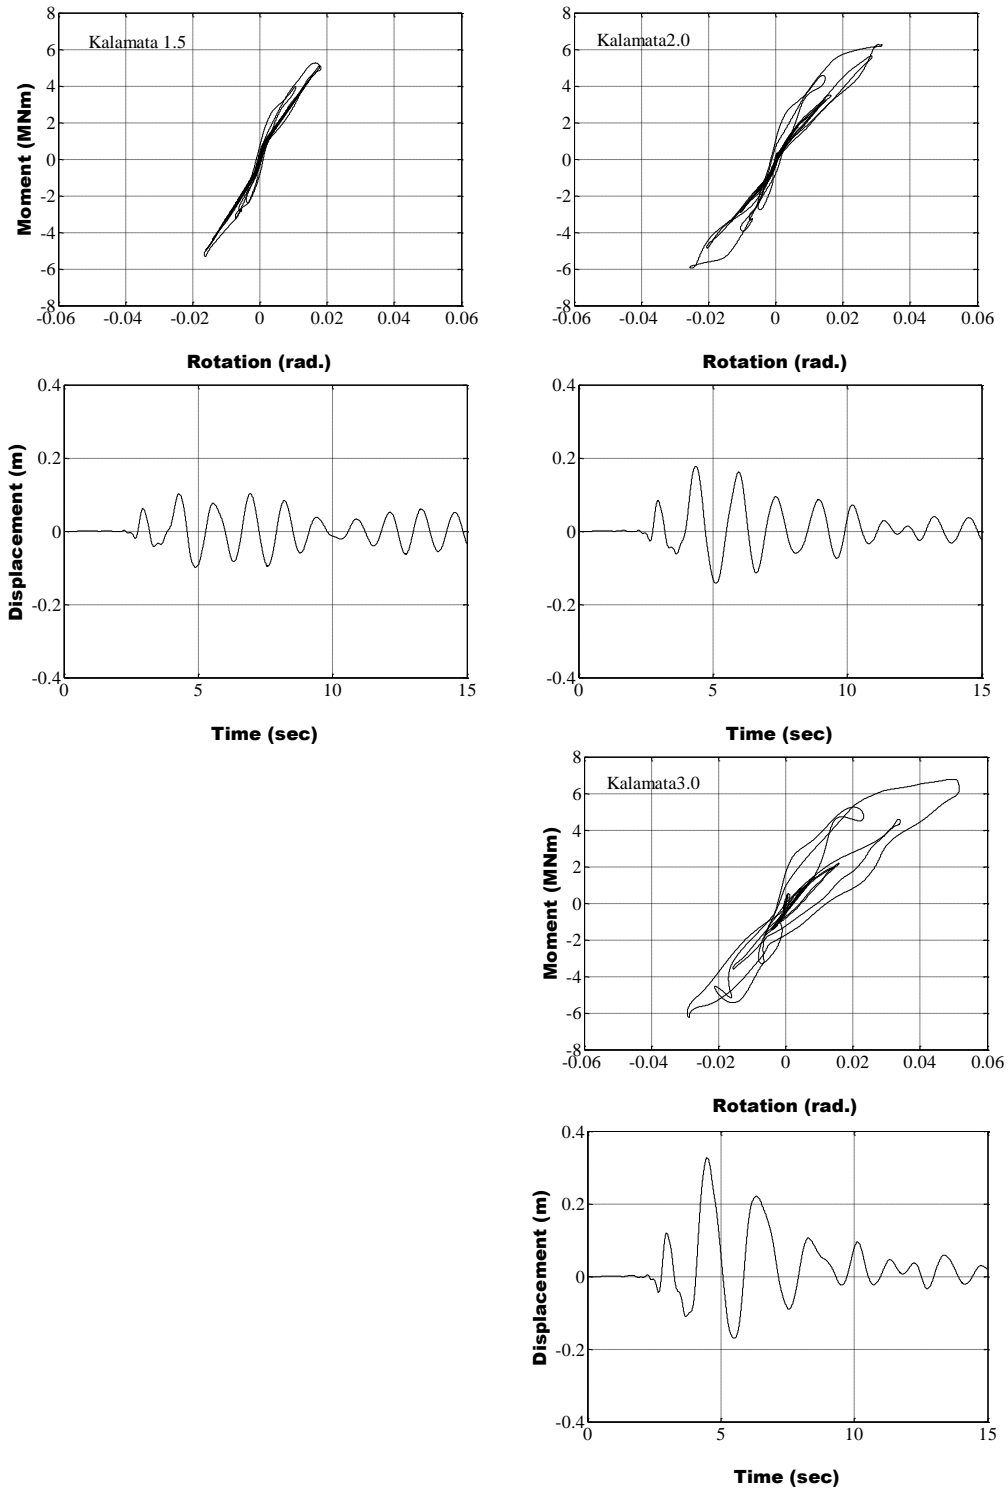 8
6
4
2
0
-2
-4
-6
-8
Kalamata 1.5
Moment (MNm)
-0.06 -0.04 -0.02 0 0.02 0.04 0.06
Rotation (rad.)
8
6
4
2
0
-2
-4
-6
-8
Kalamata2.0
-0.06 -0.04 -0.02 0 0.02 0.04 0.06
Rotation (rad.)
0.4
0.2
0
-0.2
-0.4
Displacement (m)
0 5 10 15
Time (sec)
0.4
0.2
0
-0.2
-0.4
0 5 10 15
Time (sec)
8
6
4
2
0
-2
-4
-6
-8
Kalamata3.0
Moment (MNm)
-0.06 -0.04 -0.02 0 0.02 0.04 0.06
Rotation (rad.)
0.4
0.2
0
-0.2
-0.4
Displacement (m)
0 5 10 15
Time (sec)